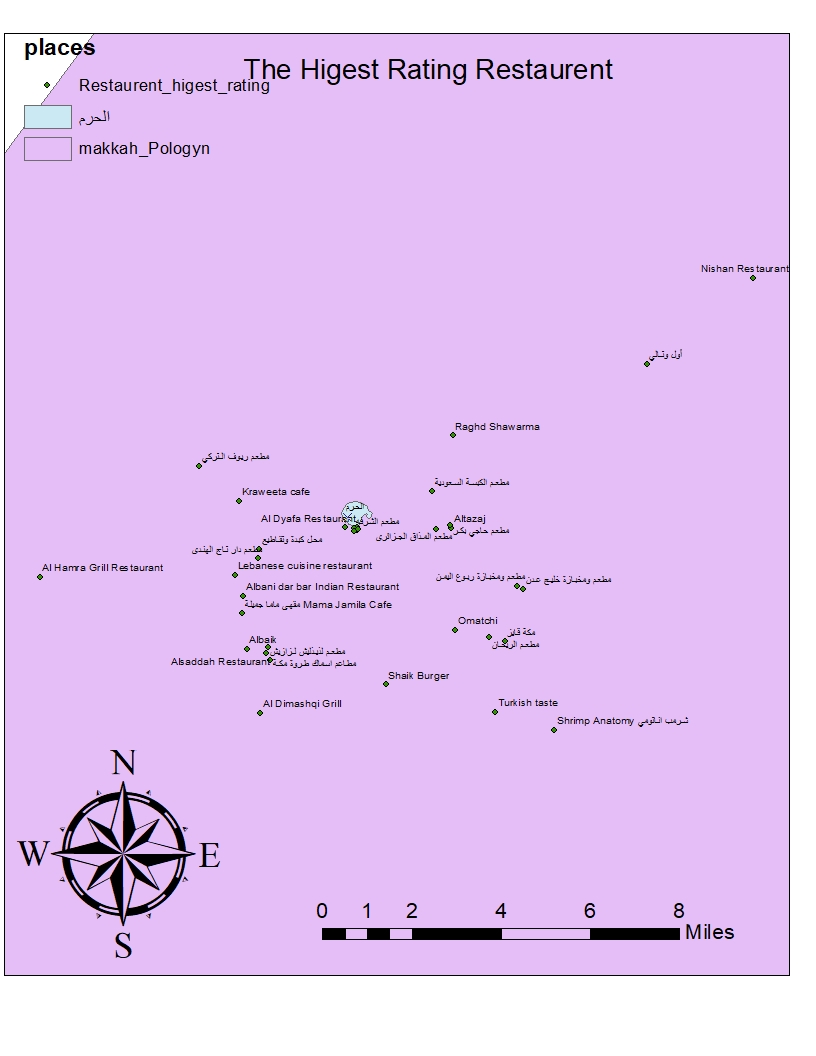 places
The Higest Rating Restaurent
Restaurent_higest_rating
الحرم
makkah_Pologyn
Nishan Restaurant
أول وتالي
Raghd Shawarma
مطعم ريوف التركي
مطعم الكبسة السعودية
Kraweeta cafe
الحرم
Al Dyafa Restaurant
مطعم الشرفة
Altazaj
مطعم حاجي بكر
مطعم المذاق الجزائري
محل كبدة وتقاطيع
مطعم دار تاج الهندي
Lebanese cuisine restaurant
Al Hamra Grill Restaurant
مطعم ومخبازة ربوع اليمن
مطعم ومخبازة خليج عدن
Albani dar bar Indian Restaurant
مقهى ماما جميلة Mama Jamila Cafe
Omatchi
مكة فايز
مطعم الريحان
Albaik
مطعم لذيذليش لزازيش
Alsaddah Restaurant
مطاعم اسماك طروة مكة
Shaik Burger
Al Dimashqi Grill
Turkish taste
Shrimp Anatomy شرمب اناتومي
N
W
E
S
0 1 2 4 6 8
Miles